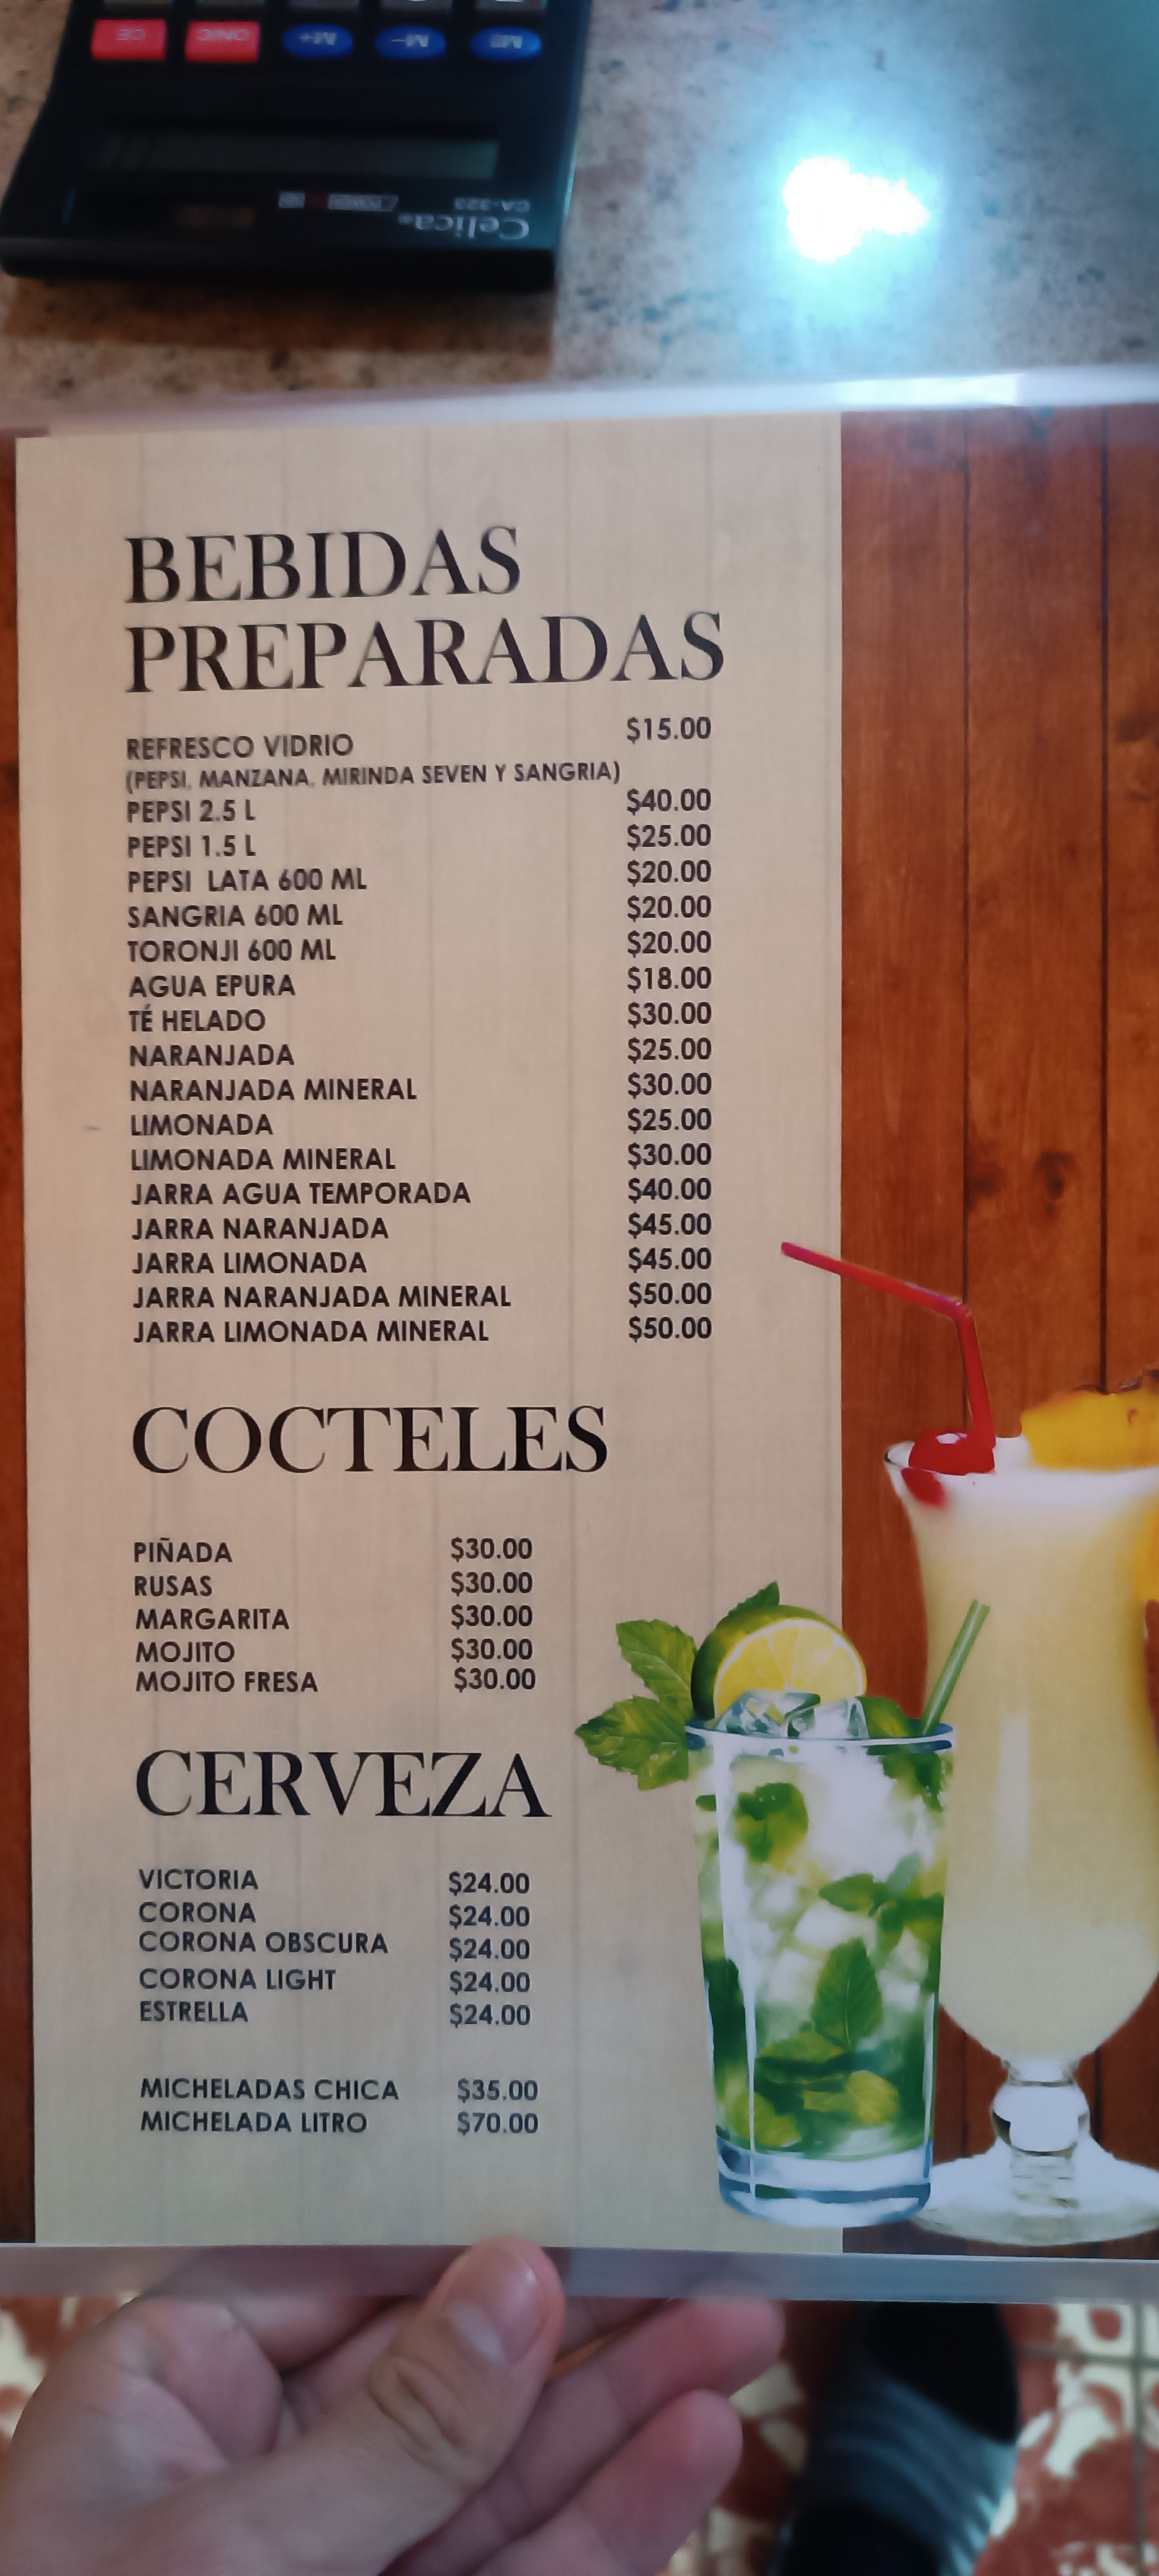 CE
ON/C
M+
M-
Celica
CA-323
BEBIDAS
PREPARADAS
REFRESCO VIDRIO $15.00
(PEPSI, MANZANA, MIRINDA SEVEN Y SANGRIA)
PEPSI 2.5 L $40.00
PEPSI 1.5 L $25.00
PEPSI LATA 600 ML $20.00
SANGRIA 600 ML $20.00
TORONJI 600 ML $20.00
AGUA EPURA $18.00
TÉ HELADO $30.00
NARANJADA $25.00
NARANJADA MINERAL $30.00
LIMONADA $25.00
LIMONADA MINERAL $30.00
JARRA AGUA TEMPORADA $40.00
JARRA NARANJADA $45.00
JARRA LIMONADA $45.00
JARRA NARANJADA MINERAL $50.00
JARRA LIMONADA MINERAL $50.00
COCTELES
PIÑADA $30.00
RUSAS $30.00
MARGARITA $30.00
MOJITO $30.00
MOJITO FRESA $30.00
CERVEZA
VICTORIA $24.00
CORONA $24.00
CORONA OBSCURA $24.00
CORONA LIGHT $24.00
ESTRELLA $24.00
MICHELADAS CHICA $35.00
MICHELADA LITRO $70.00